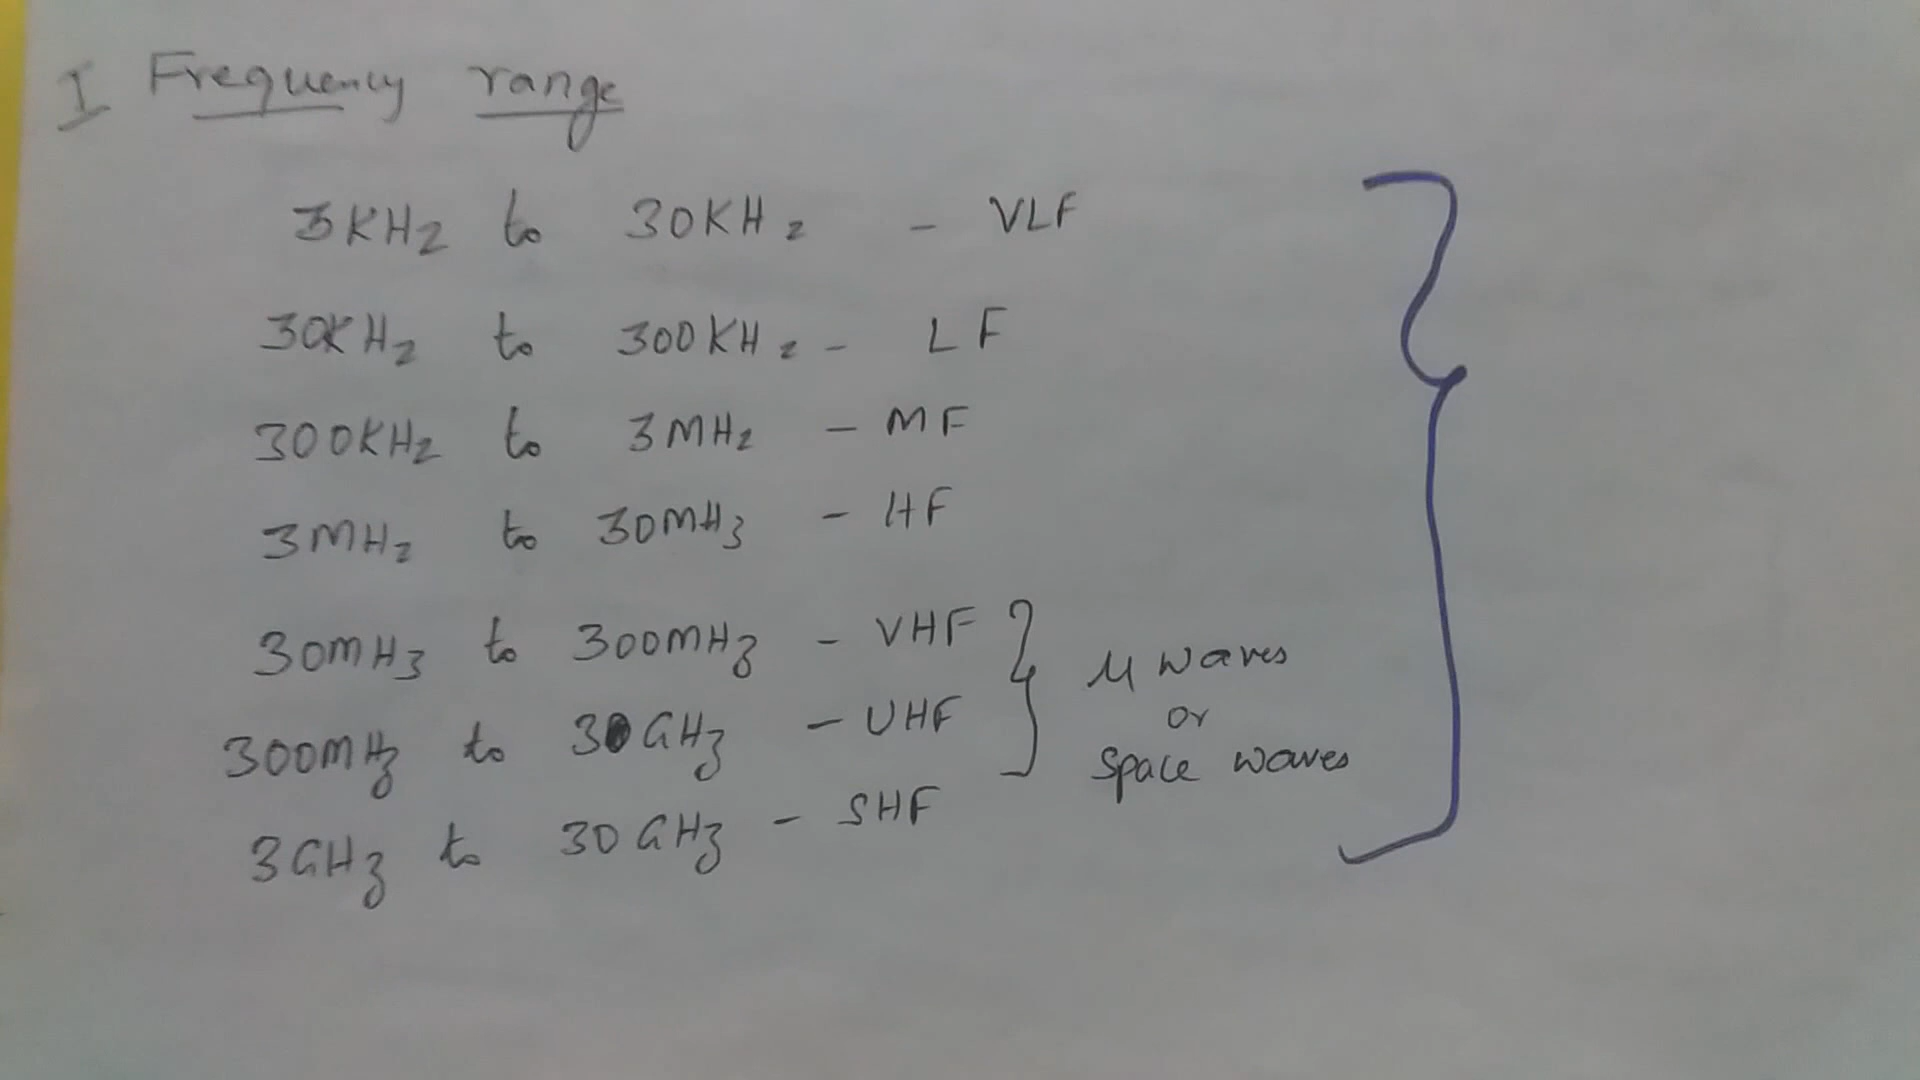 I Frequency range
3KHz to 30KHz - VLF
30KHz to 300KHz - LF
300KHz to 3MHz - MF
3MHz to 30MHz - HF
30MHz to 300MHz - VHF
300MHz to 30GHz - UHF
3GHz to 30GHz - SHF
μ waves
or
Space waves